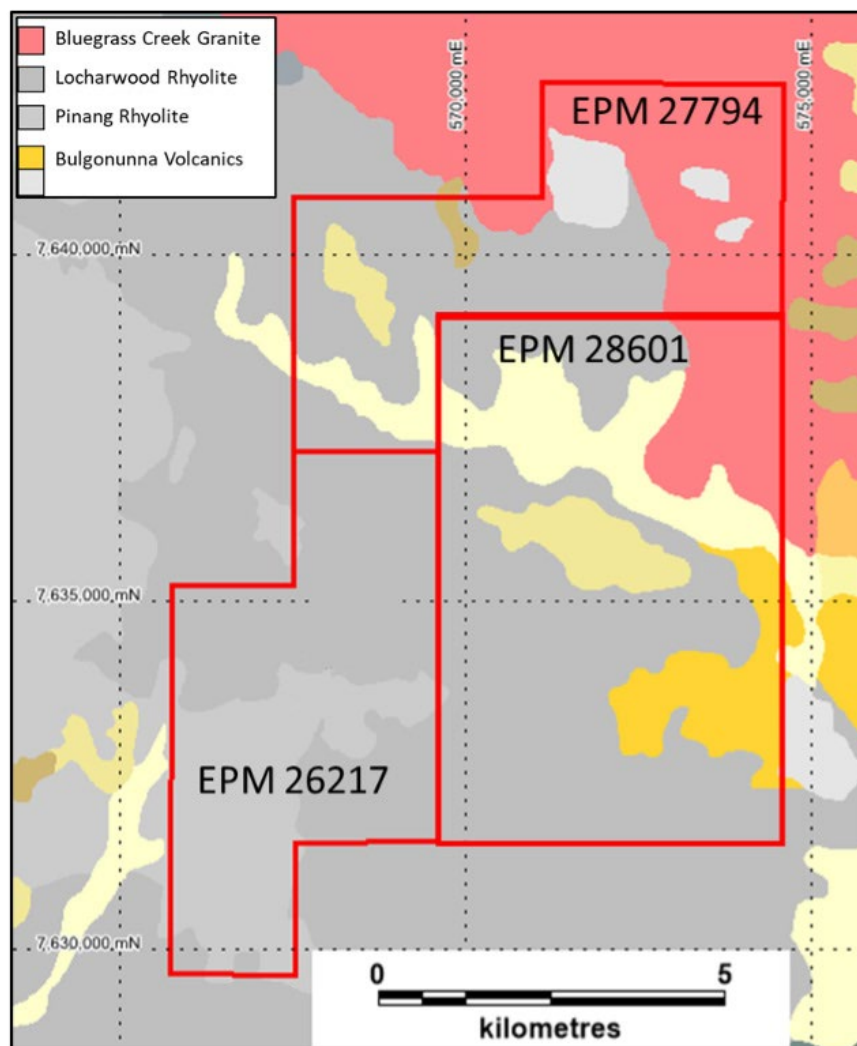 Bluegrass Creek Granite
Locharwood Rhyolite
Pinang Rhyolite
Bulgonunna Volcanics
570,000 mE
575,000 mE
EPM 27794
7,640,000 mN
EPM 28601
7,635,000 mN
EPM 26217
7,630,000 mN
0 5
kilometres